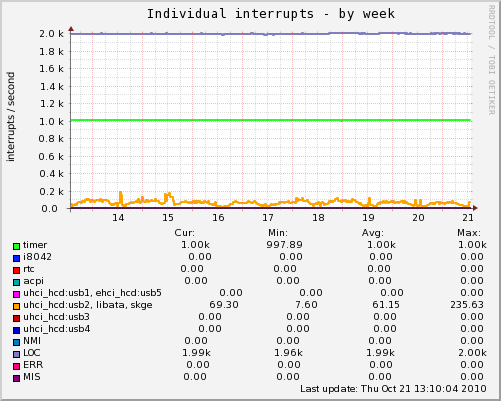 Individual interrupts - by week
RRDTOOL / TOBI OETIKER
interrupts / second
2.0 k
1.8 k
1.6 k
1.4 k
1.2 k
1.0 k
0.8 k
0.6 k
0.4 k
0.2 k
0.0
14 15 16 17 18 19 20 21
Cur: Min: Avg: Max:
timer 1.00k 997.89 1.00k 1.00k
i8042 0.00 0.00 0.00 0.00
rtc 0.00 0.00 0.00 0.00
acpi 0.00 0.00 0.00 0.00
uhci_hcd:usb1, ehci_hcd:usb5 0.00 0.00 0.00 0.00
uhci_hcd:usb2, libata, skge 69.30 7.60 61.15 235.63
uhci_hcd:usb3 0.00 0.00 0.00 0.00
uhci_hcd:usb4 0.00 0.00 0.00 0.00
NMI 0.00 0.00 0.00 0.00
LOC 1.99k 1.96k 1.99k 2.00k
ERR 0.00 0.00 0.00 0.00
MIS 0.00 0.00 0.00 0.00
Last update: Thu Oct 21 13:10:04 2010